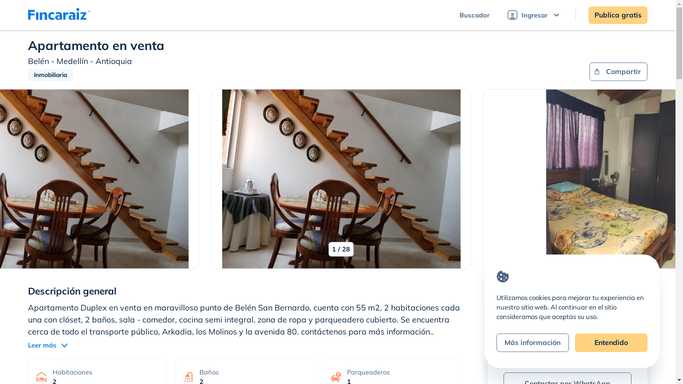 Fincaraiz
Buscador
Ingresar
Publica gratis
Apartamento en venta
Belén - Medellín - Antioquia
Inmobiliaria
Compartir
1 / 28
Descripción general
Apartamento Duplex en venta en maravilloso punto de Belén San Bernardo, cuenta con 55 m2, 2 habitaciones cada
una con clóset, 2 baños, sala - comedor, cocina semi integral, zona de ropa y parqueadero abierto. Se encuentra
cerca de todo el transporte público, Arkadia, los Molinos y la avenida 80. contáctenos para más información..
Leer más
Habitaciones
2
Baños
2
Parqueaderos
1
Utilizamos cookies para mejorar tu experiencia en
nuestro sitio web. Al continuar en el sitio
consideramos que aceptas su uso.
Más información
Entendido
Contactar por WhatsApp